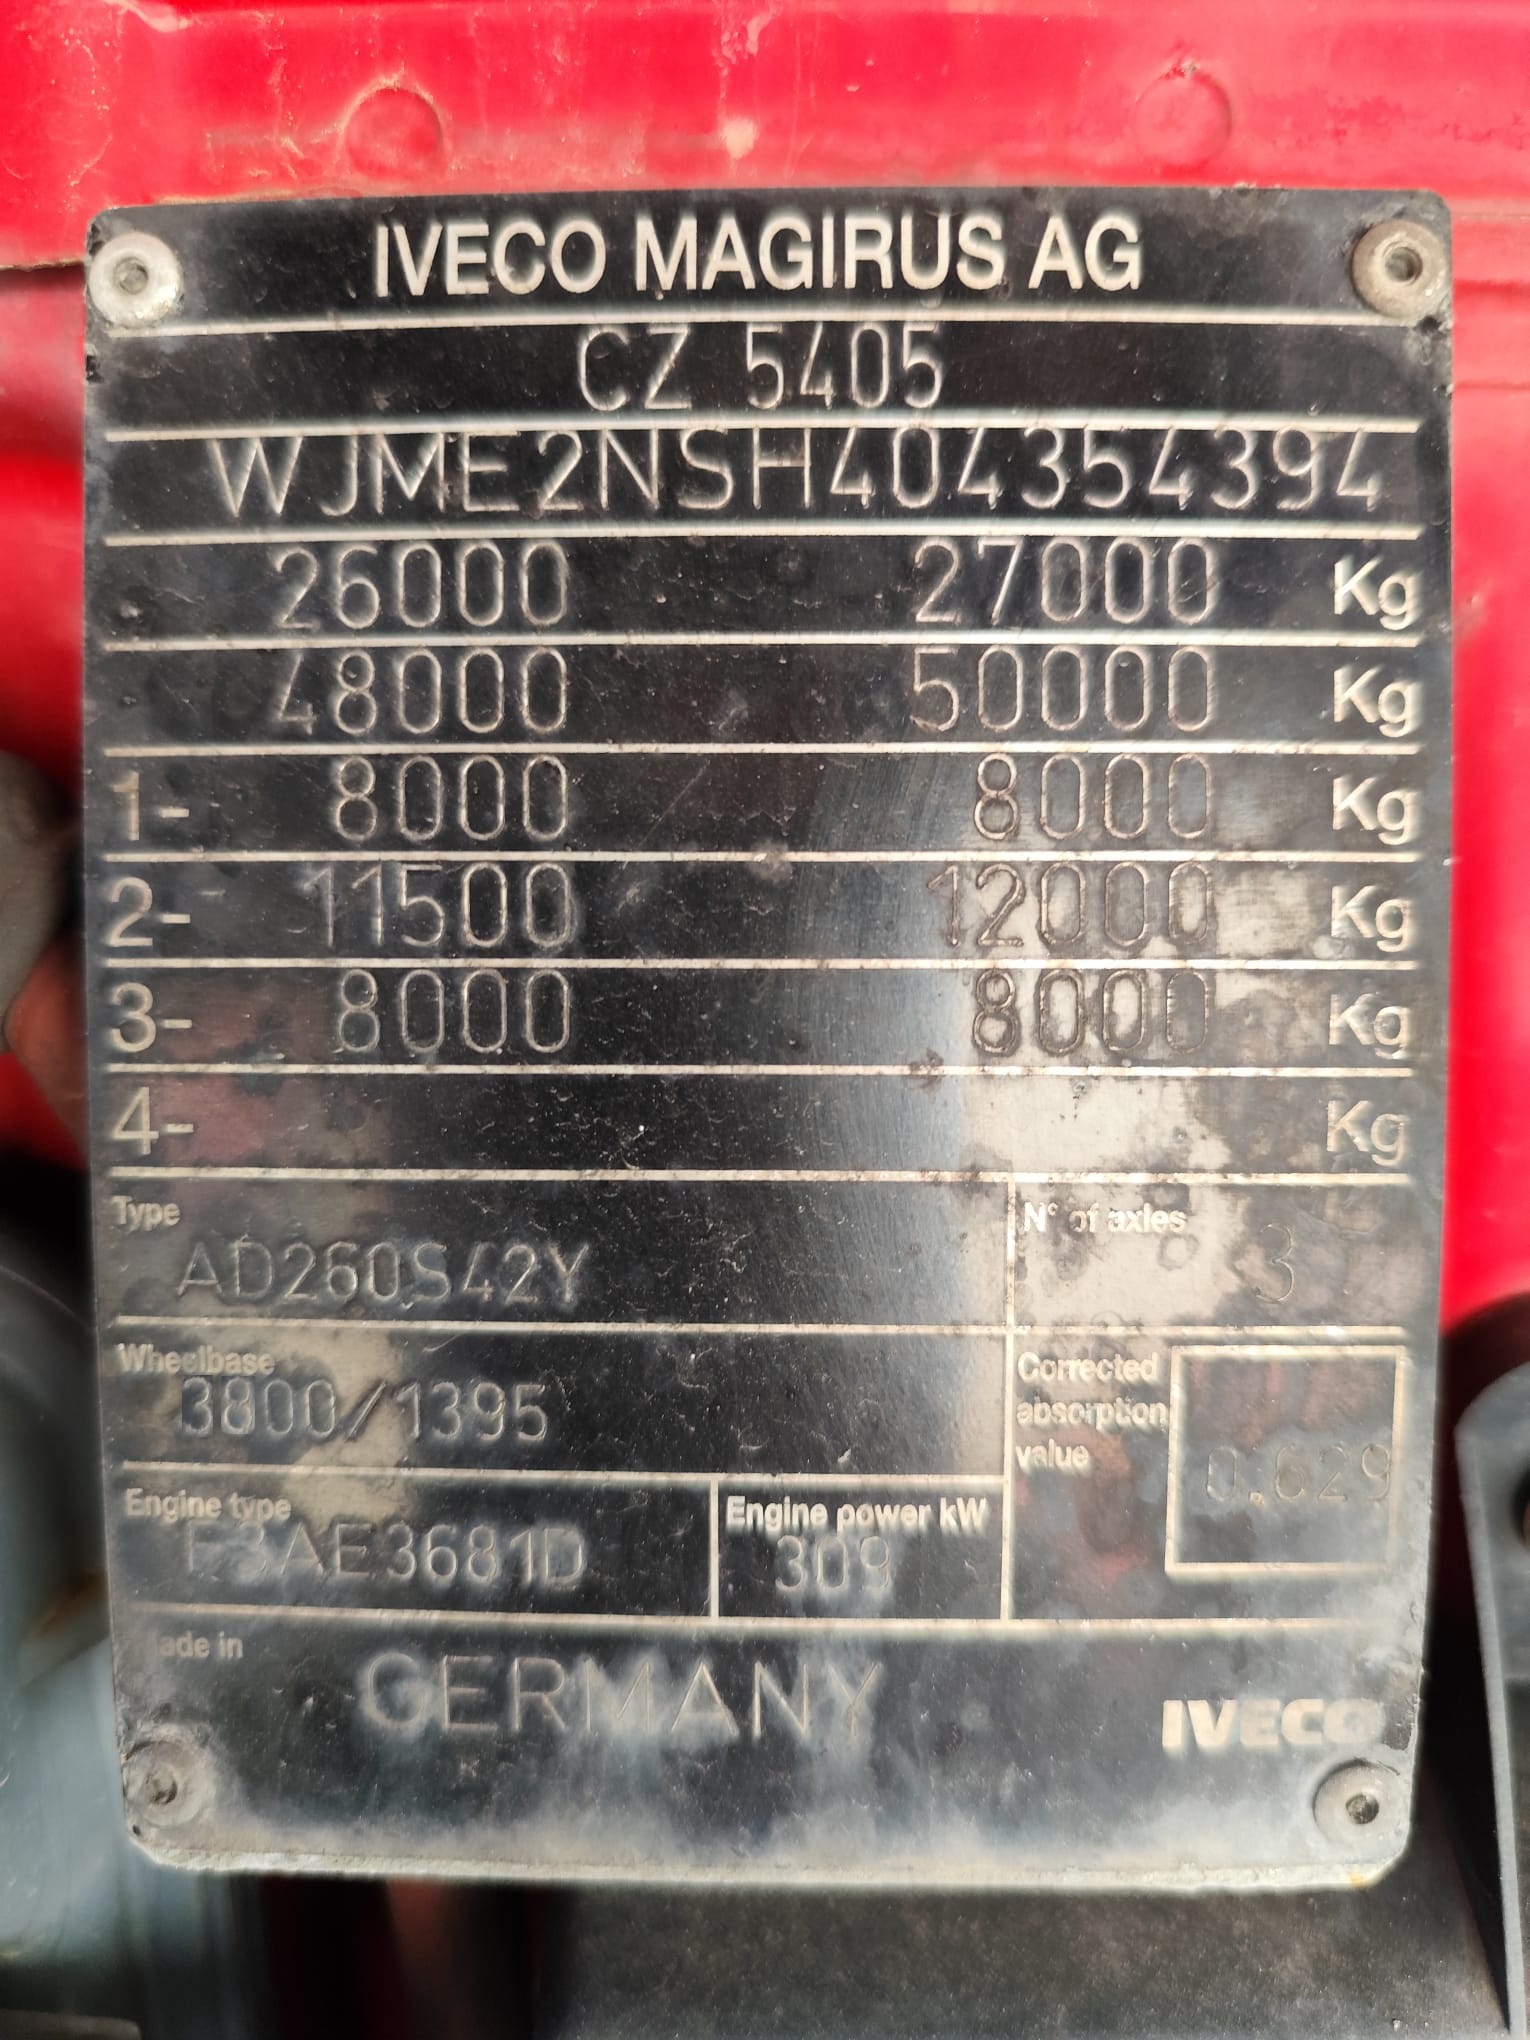 IVECO MAGIRUS AG
CZ 5405
WJME2NSH404354394
26000 27000 Kg
48000 50000 Kg
1- 8000 8000 Kg
2- 11500 12000 Kg
3- 8000 8000 Kg
4- Kg
Type
AD260S42Y
N° of axles
3
Wheelbase
3800/1395
Corrected
absorption
value
0.629
Engine type
F3AE3681D
Engine power kW
309
Made in
GERMANY
IVECO